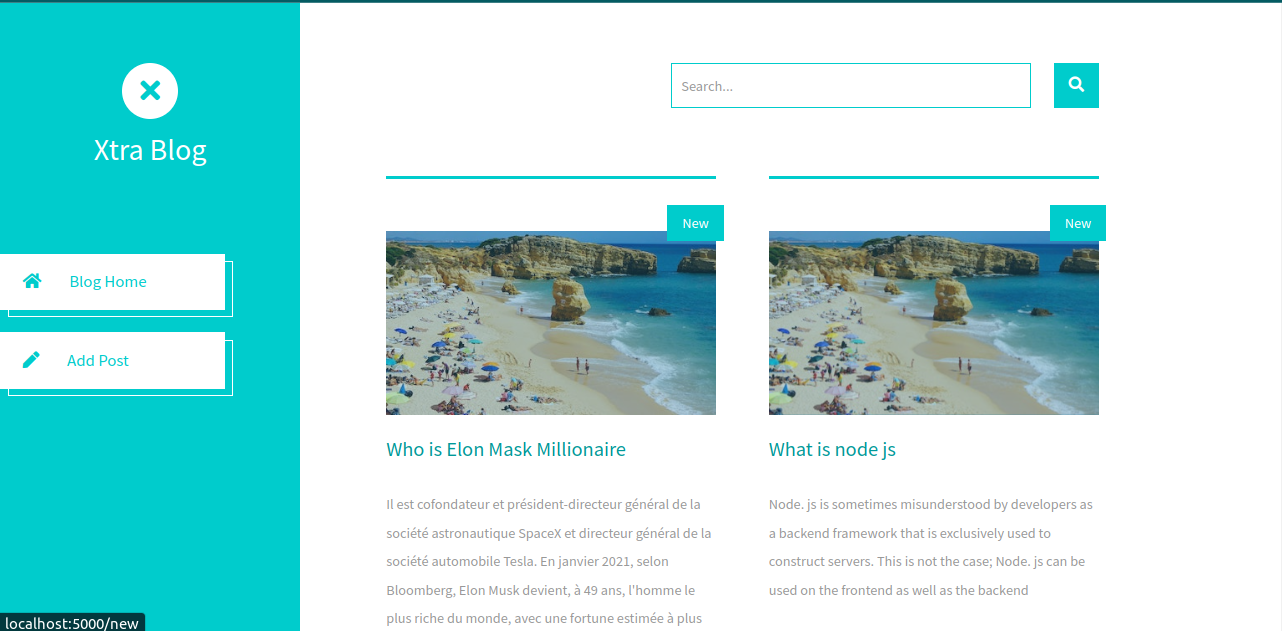 Xtra Blog
Blog Home
Add Post
localhost:5000/new
Search...
New
Who is Elon Mask Millionaire
Il est cofondateur et président-directeur général de la
société astronautique SpaceX et directeur général de la
société automobile Tesla. En janvier 2021, selon
Bloomberg, Elon Musk devient, à 49 ans, l'homme le
plus riche du monde, avec une fortune estimée à plus
New
What is node js
Node. js is sometimes misunderstood by developers as
a backend framework that is exclusively used to
construct servers. This is not the case; Node. js can be
used on the frontend as well as the backend